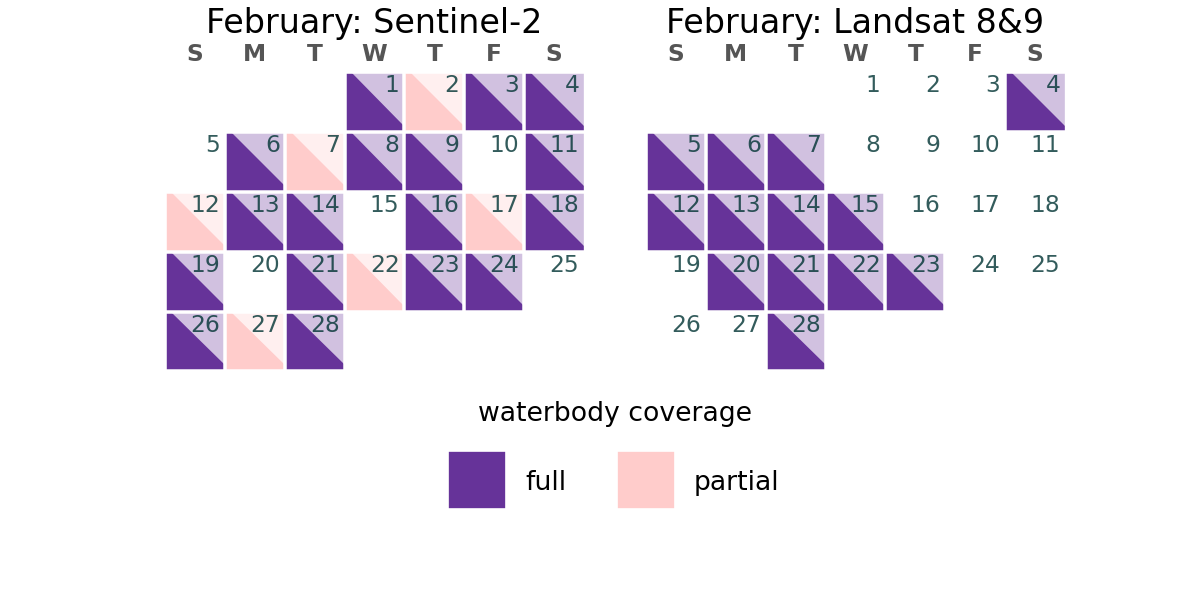 February: Sentinel-2
S M T W T F S
1 2 3 4
5 6 7 8 9 10 11
12 13 14 15 16 17 18
19 20 21 22 23 24 25
26 27 28
February: Landsat 8&9
S M T W T F S
1 2 3 4
5 6 7 8 9 10 11
12 13 14 15 16 17 18
19 20 21 22 23 24 25
26 27 28
waterbody coverage
full partial